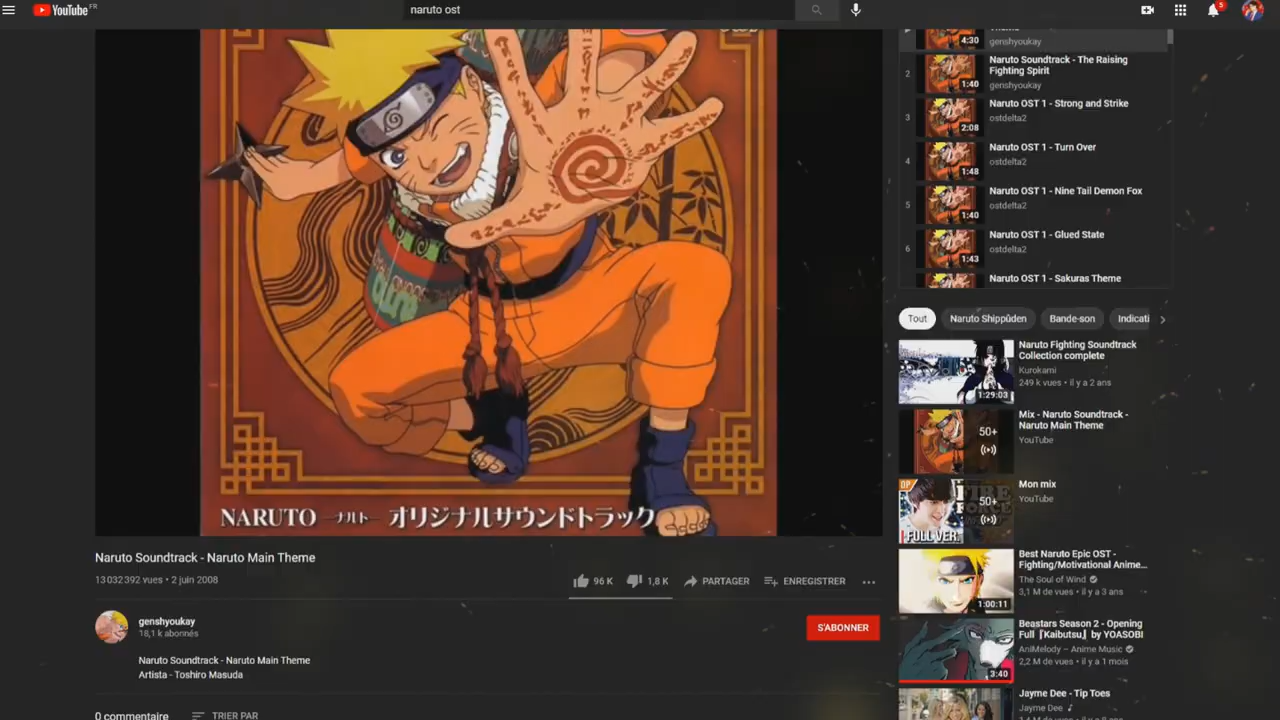 YouTube FR
naruto ost
5
NARUTO ―ナルト― オリジナルサウンドトラック
Naruto Soundtrack - Naruto Main Theme
13 032 392 vues • 2 juin 2008
96 K
1,8 K
PARTAGER
ENREGISTRER
genshyoukay
18,1 k abonnés
S'ABONNER
Naruto Soundtrack - Naruto Main Theme
Artista - Toshiro Masuda
0 commentaire
TRIER PAR
4:30
genshyoukay
2
1:40
Naruto Soundtrack - The Raising
Fighting Spirit
genshyoukay
3
2:08
Naruto OST 1 - Strong and Strike
ostdelta2
4
1:48
Naruto OST 1 - Turn Over
ostdelta2
5
1:40
Naruto OST 1 - Nine Tail Demon Fox
ostdelta2
6
1:43
Naruto OST 1 - Glued State
ostdelta2
Naruto OST 1 - Sakuras Theme
Tout
Naruto Shippûden
Bande-son
Indicati
1:29:03
Naruto Fighting Soundtrack
Collection complete
Kurokami
249 k vues • il y a 2 ans
50+
Mix - Naruto Soundtrack -
Naruto Main Theme
YouTube
OP
FIRE
FORCE
50+
FULL VER.
Mon mix
YouTube
1:00:11
Best Naruto Epic OST -
Fighting/Motivational Anime...
The Soul of Wind
3,1 M de vues • il y a 3 ans
3:40
Beastars Season 2 - Opening
Full『Kaibutsu』by YOASOBI
AniMelody – Anime Music
2,2 M de vues • il y a 1 mois
Jayme Dee - Tip Toes
Jayme Dee